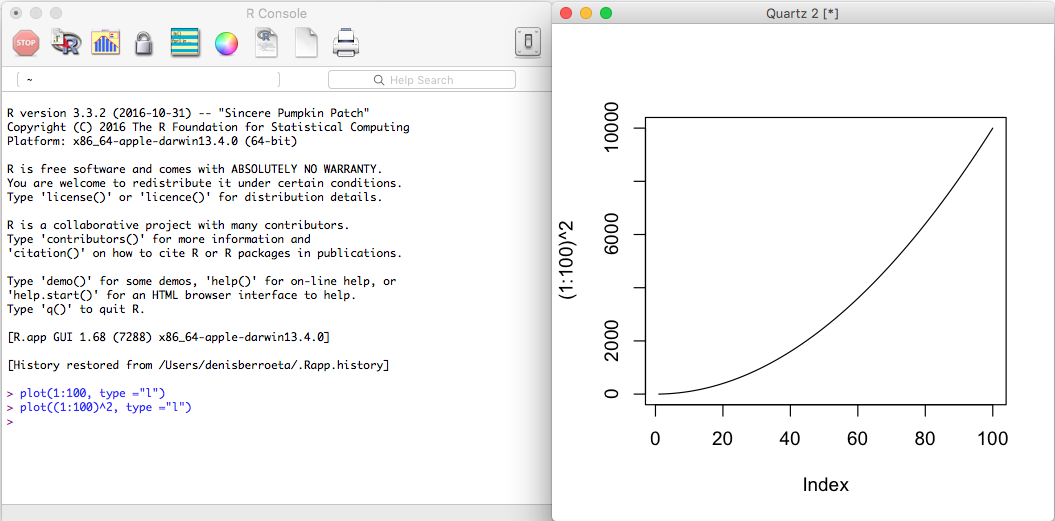 R Console
STOP
~
Help Search
R version 3.3.2 (2016-10-31) -- "Sincere Pumpkin Patch"
Copyright (C) 2016 The R Foundation for Statistical Computing
Platform: x86_64-apple-darwin13.4.0 (64-bit)
R is free software and comes with ABSOLUTELY NO WARRANTY.
You are welcome to redistribute it under certain conditions.
Type 'license()' or 'licence()' for distribution details.
R is a collaborative project with many contributors.
Type 'contributors()' for more information and
'citation()' on how to cite R or R packages in publications.
Type 'demo()' for some demos, 'help()' for on-line help, or
'help.start()' for an HTML browser interface to help.
Type 'q()' to quit R.
[R.app GUI 1.68 (7288) x86_64-apple-darwin13.4.0]
[History restored from /Users/denisberroeta/.Rapp.history]
> plot(1:100, type ="l")
> plot((1:100)^2, type ="l")
>
Quartz 2 [*]
(1:100)^2
10000
6000
2000
0
0 20 40 60 80 100
Index